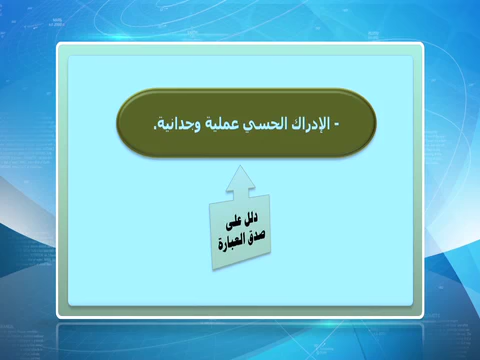 - الإدراك الحسي عملية وجدانية.
دلل على
صدق العبارة